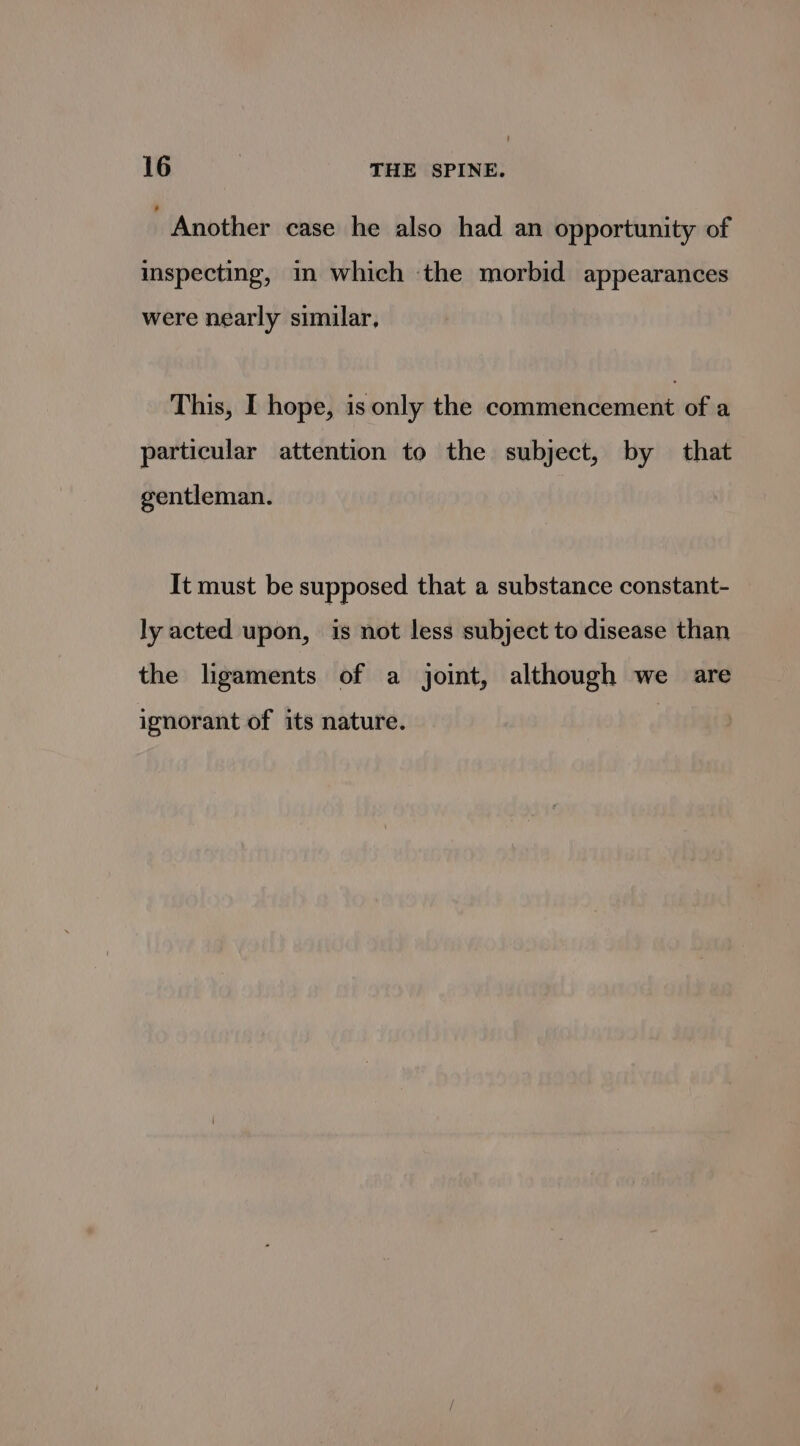 16 THE SPINE.
Another case he also had an opportunity of
inspecting, in which the morbid appearances
were nearly similar.
This, I hope, is only the commencement of a
particular attention to the subject, by that
gentleman.
It must be supposed that a substance constant-
ly acted upon, is not less subject to disease than
the ligaments of a joint, although we are
ignorant of its nature.